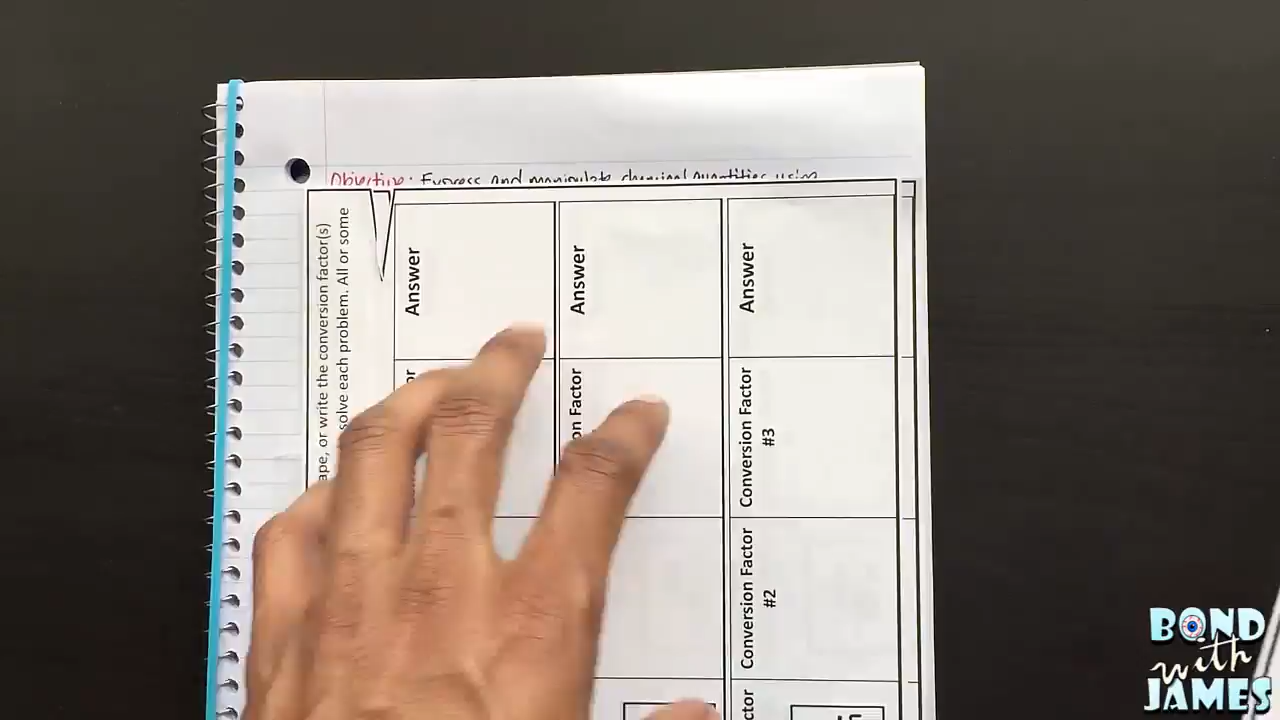 Objective: Express and manipulate chemical quantities using
ape, or write the conversion factor(s)
solve each problem. All or some
Answer
Answer
Answer
on Factor
Conversion Factor
#3
Conversion Factor
#2
BOND
with
JAMES